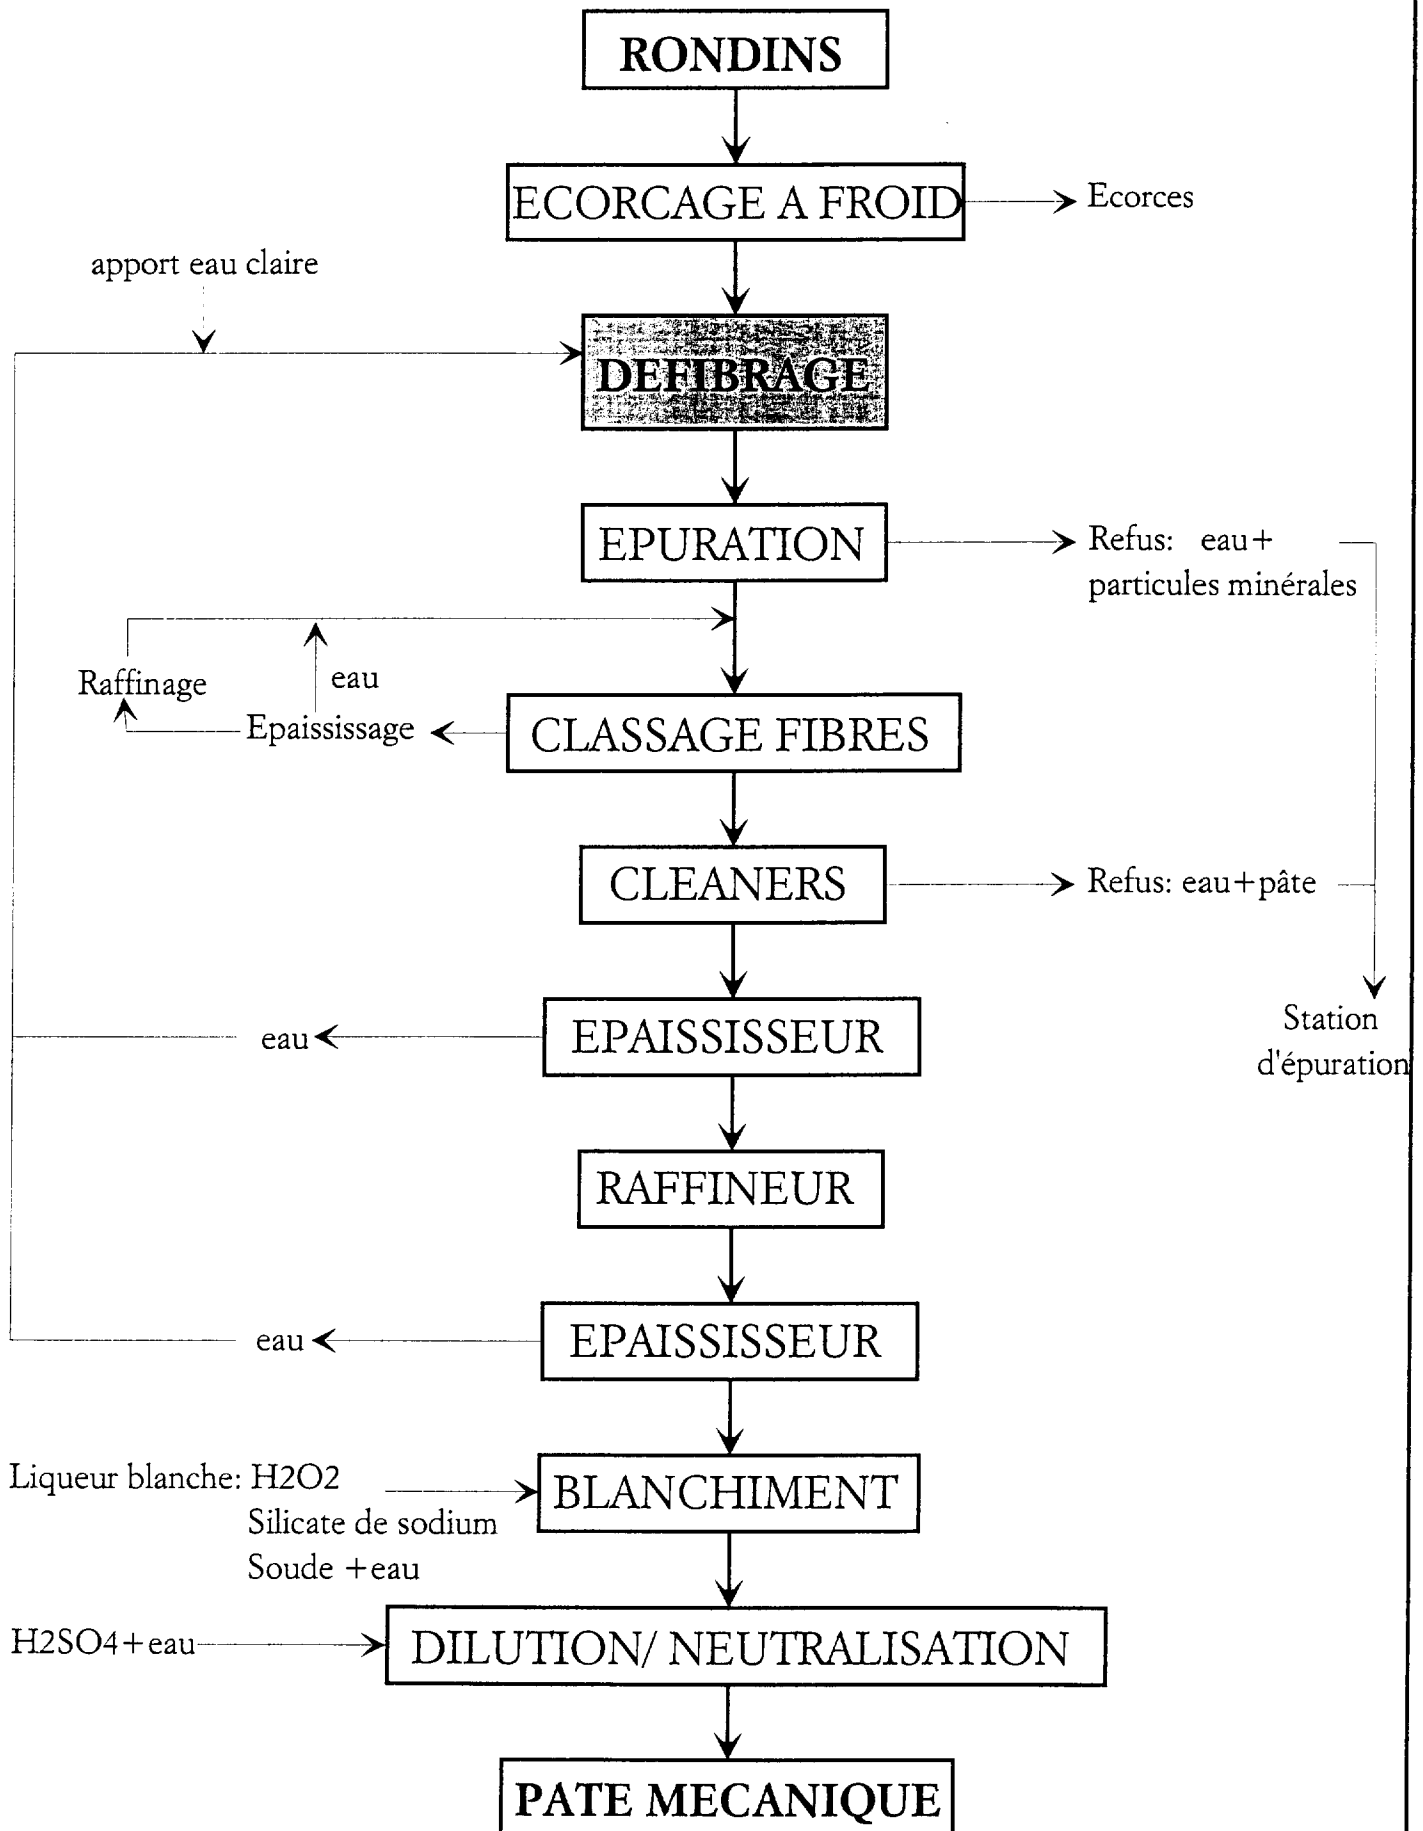 RONDINS
ECORCAGE A FROID
Ecorces
apport eau claire
DEFIBRAGE
EPURATION
Refus: eau+
particules minérales
Raffinage
eau
Epaississage
CLASSAGE FIBRES
CLEANERS
Refus: eau+pâte
EPAISSISSEUR
eau
Station
d'épuration
RAFFINEUR
EPAISSISSEUR
eau
Liqueur blanche: H2O2
BLANCHIMENT
Silicate de sodium
Soude +eau
H2SO4+eau
DILUTION/ NEUTRALISATION
PATE MECANIQUE